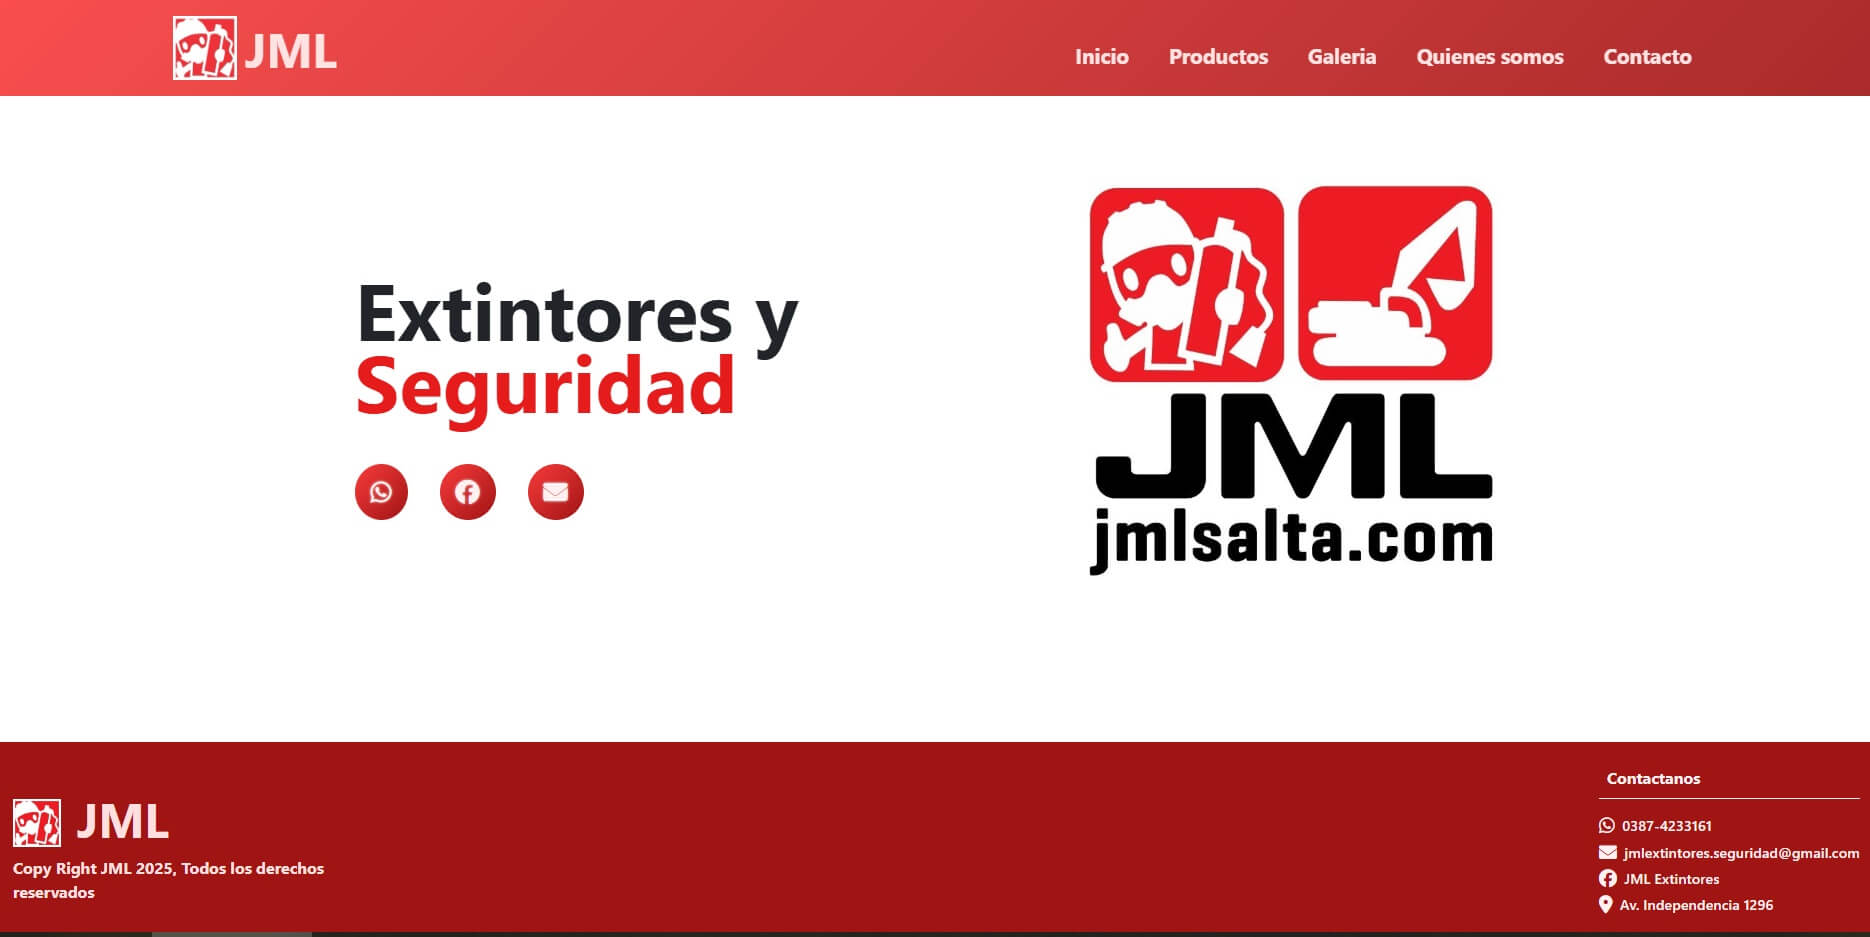 JML
Inicio Productos Galeria Quienes somos Contacto
Extintores y
Seguridad
JML
jmlsalta.com
JML
Copy Right JML 2025, Todos los derechos
reservados
Contactanos
0387-4233161
jmlextintores.seguridad@gmail.com
JML Extintores
Av. Independencia 1296